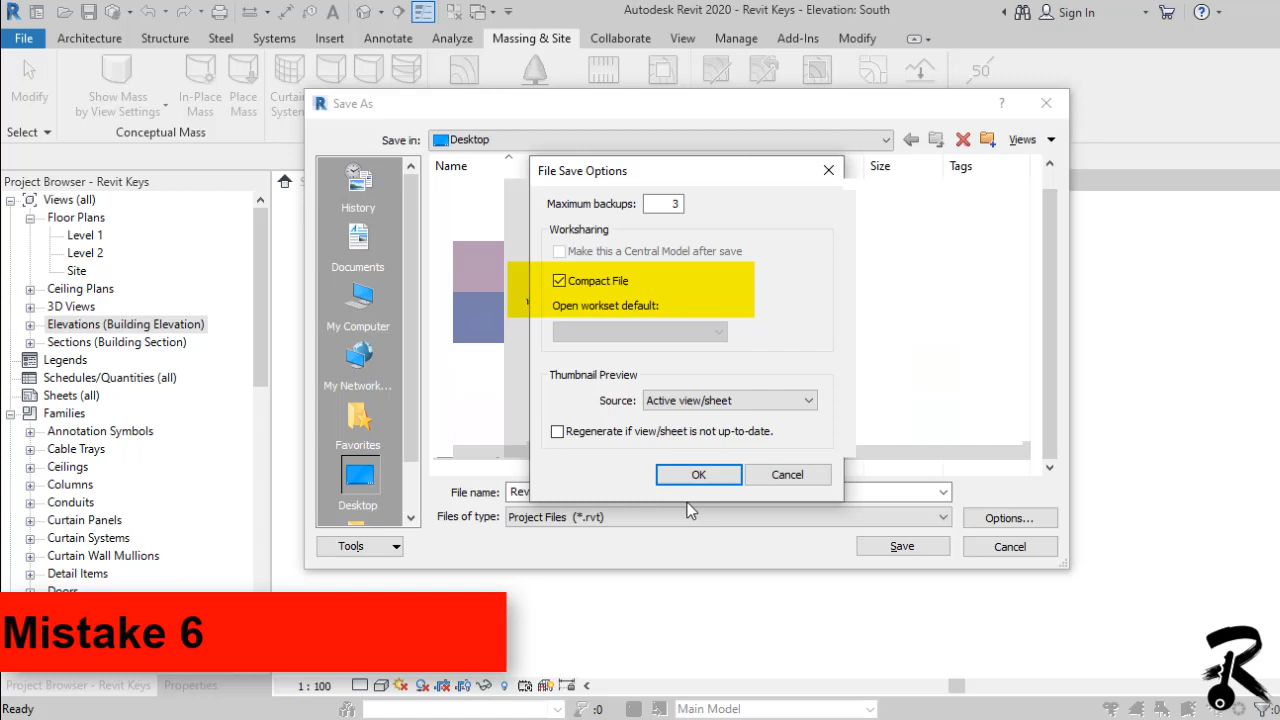 Autodesk Revit 2020 - Revit Keys - Elevation: South
Sign In
File Architecture Structure Steel Systems Insert Annotate Analyze Massing & Site Collaborate View Manage Add-Ins Modify
Modify
Show Mass
by View Settings
In-Place
Mass
Place
Mass
Curtain
System
50
Select
Conceptual Mass
Project Browser - Revit Keys
Views (all)
Floor Plans
Level 1
Level 2
Site
Ceiling Plans
3D Views
Elevations (Building Elevation)
Sections (Building Section)
Legends
Schedules/Quantities (all)
Sheets (all)
Families
Annotation Symbols
Cable Trays
Ceilings
Columns
Conduits
Curtain Panels
Curtain Systems
Curtain Wall Mullions
Detail Items
Doors
Save As
Save in: Desktop
Views
Name
Size
Tags
History
Documents
My Computer
My Network...
Favorites
Desktop
File Save Options
Maximum backups: 3
Worksharing
Make this a Central Model after save
Compact File
Open workset default:
Thumbnail Preview
Source: Active view/sheet
Regenerate if view/sheet is not up-to-date.
OK Cancel
File name: Rev
Files of type: Project Files (*.rvt)
Options...
Tools
Save
Cancel
Mistake 6
Project Browser - Revit Keys Properties
1 : 100
Ready
:0
Main Model
:0